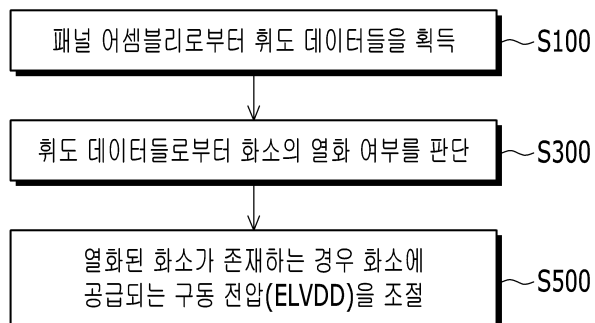 패널 어셈블리로부터 휘도 데이터들을 획득
S100
휘도 데이터들로부터 화소의 열화 여부를 판단
S300
열화된 화소가 존재하는 경우 화소에
공급되는 구동 전압(ELVDD)을 조절
S500